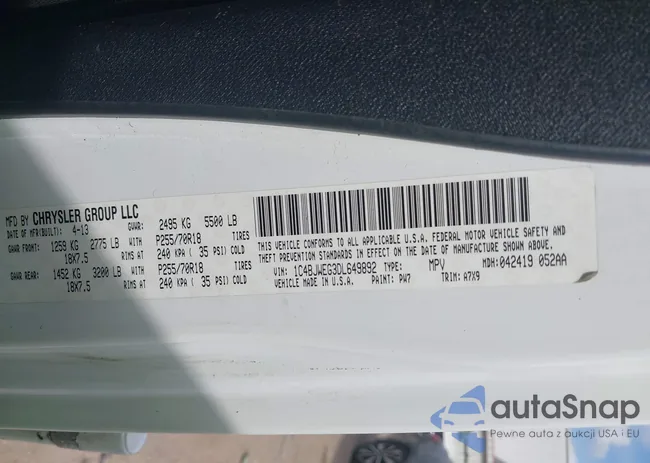 MFD BY CHRYSLER GROUP LLC
DATE OF MFR(BUILT): 4-13 GVWR: 2495 KG 5500 LB
GAWR FRONT: 1259 KG 2775 LB WITH P255/70R18 TIRES
18X7.5 RIMS AT 240 KPA ( 35 PSI) COLD
GAWR REAR: 1452 KG 3200 LB WITH P255/70R18 TIRES
18X7.5 RIMS AT 240 KPA ( 35 PSI) COLD
THIS VEHICLE CONFORMS TO ALL APPLICABLE U.S.A. FEDERAL MOTOR VEHICLE SAFETY AND
THEFT PREVENTION STANDARDS IN EFFECT ON THE DATE OF MANUFACTURE SHOWN ABOVE.
VIN: 1C4BJWEG3DL649892 TYPE: MPV MDH: 042419 052AA
VEHICLE MADE IN U.S.A. PAINT: PW7 TRIM: A7X9
autaSnap
Pewne auta z aukcji USA i EU